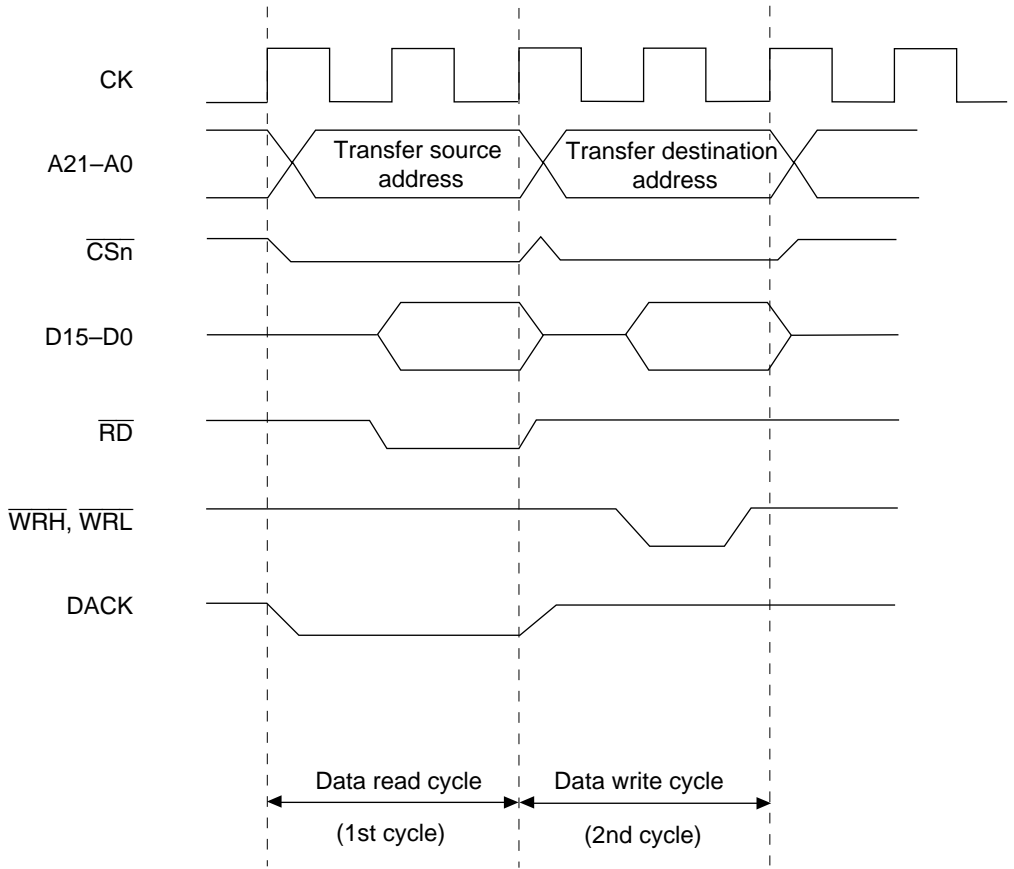 CK
A21–A0
Transfer source
address
Transfer destination
address
CSn
D15–D0
RD
WRH, WRL
DACK
Data read cycle
(1st cycle)
Data write cycle
(2nd cycle)